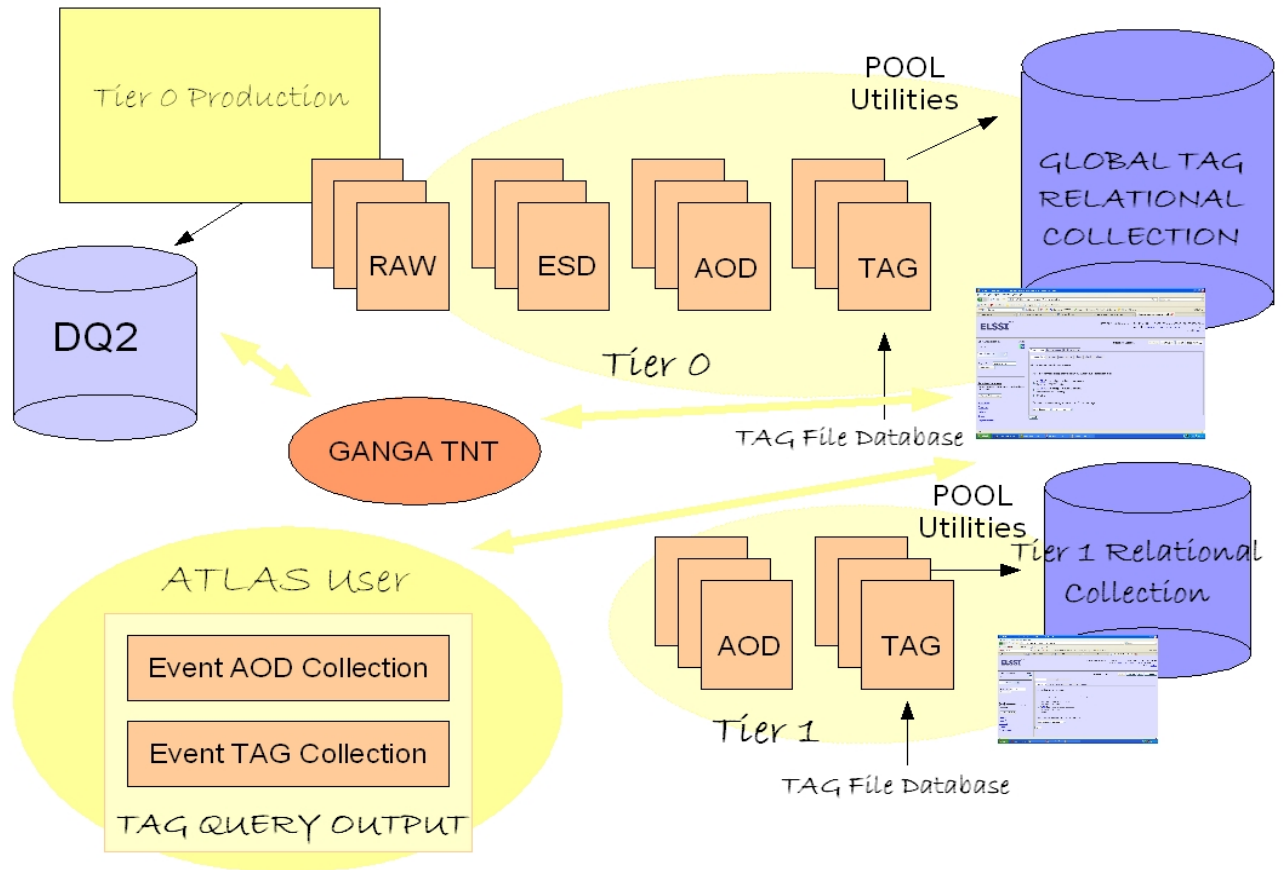 Tier 0 Production
POOL
Utilities
GLOBAL TAG
RELATIONAL
COLLECTION
RAW
ESD
AOD
TAG
DQ2
Tier 0
ELSSI
GANGA TNT
TAG File Database
POOL
Utilities
Tier 1 Relational
Collection
ATLAS User
AOD
TAG
Event AOD Collection
ELSSI
Event TAG Collection
Tier 1
TAG File Database
TAG QUERY OUTPUT